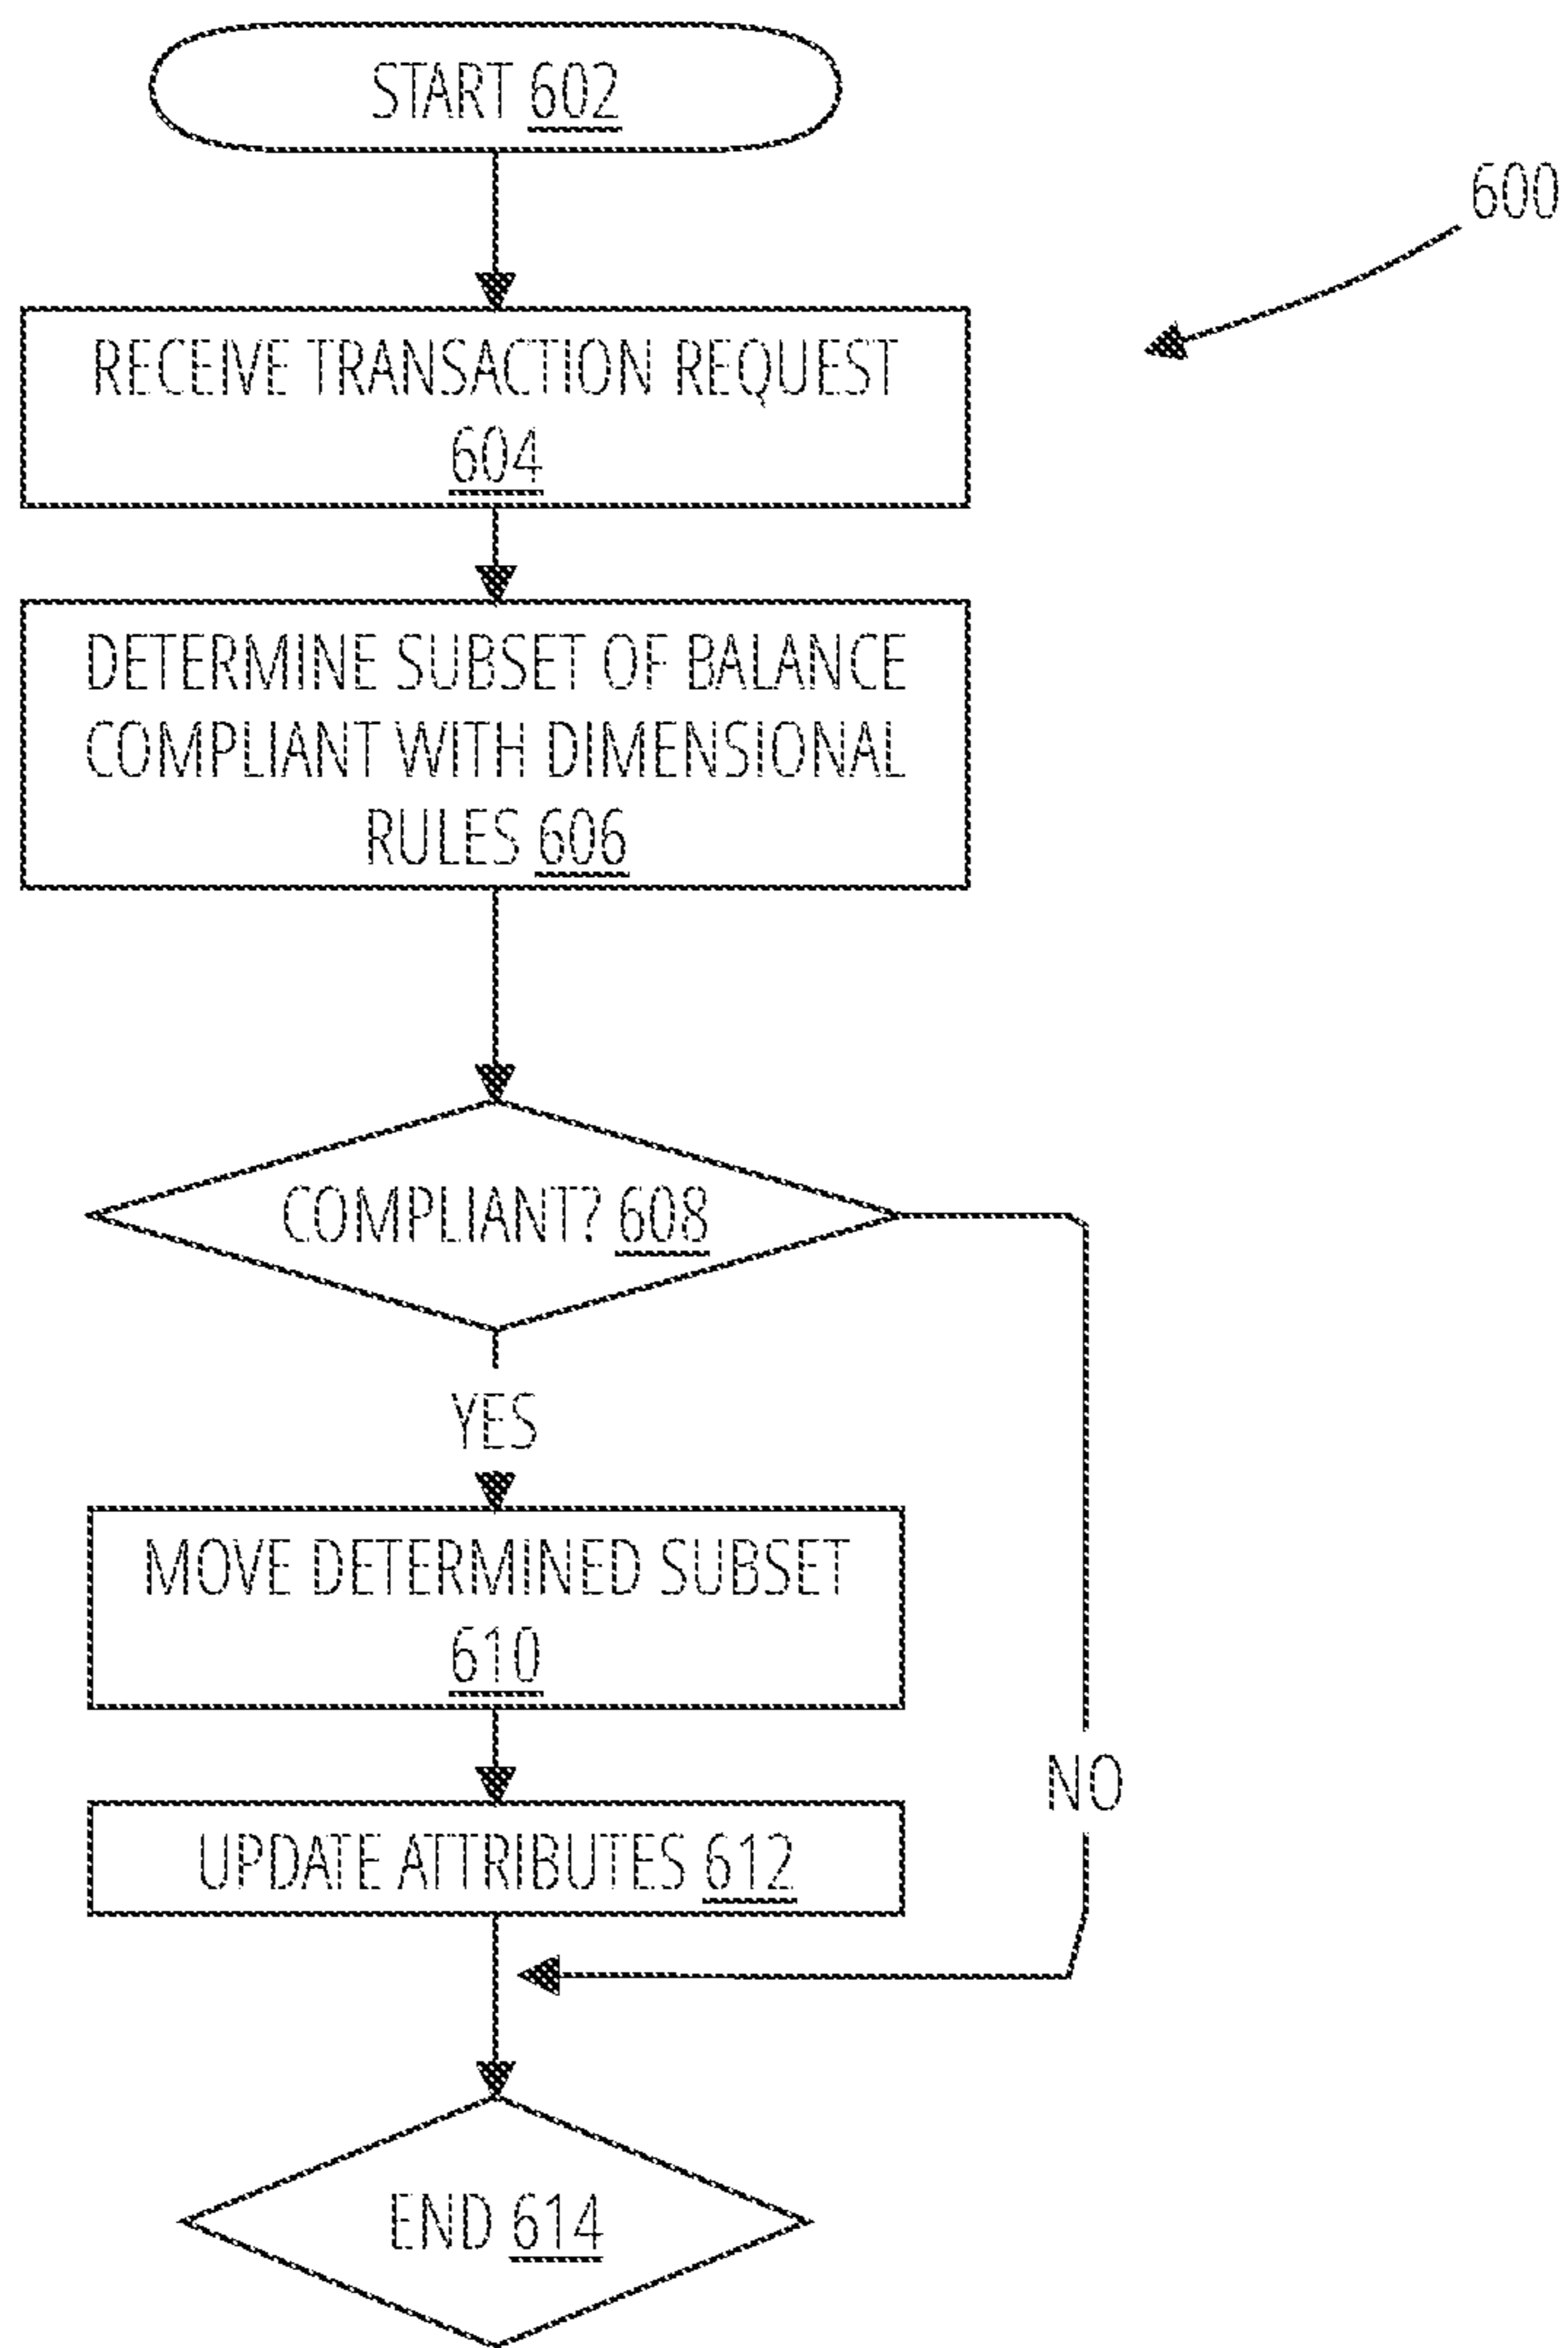 START 602
600
RECEIVE TRANSACTION REQUEST
604
DETERMINE SUBSET OF BALANCE
COMPLIANT WITH DIMENSIONAL
RULES 606
COMPLIANT? 608
YES
MOVE DETERMINED SUBSET
610
NO
UPDATE ATTRIBUTES 612
END 614